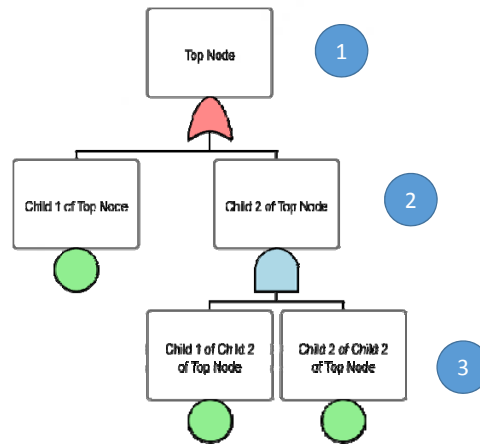 Top Node
1
Child 1 of Top Node
Child 2 of Top Node
2
Child 1 of Child 2
of Top Node
Child 2 of Child 2
of Top Node
3